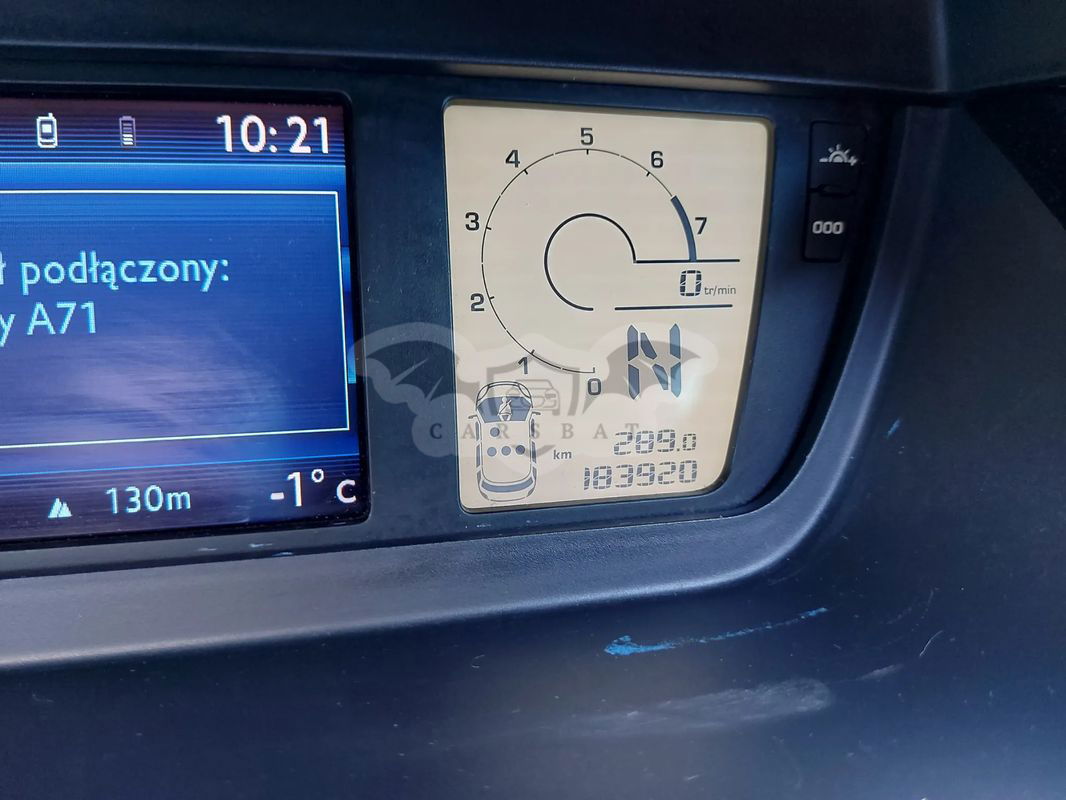 10:21
ł podłączony:
y A71
130m
-1° c
0
1
2
3
4
5
6
7
0 tr/min
N
CARSBAT
km
289.0
183920
000